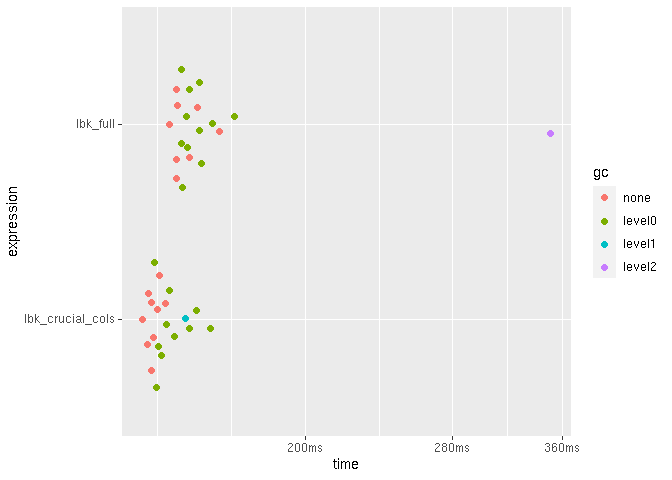 expression
lbk_full
lbk_crucial_cols
200ms
280ms
360ms
time
gc
none
level0
level1
level2